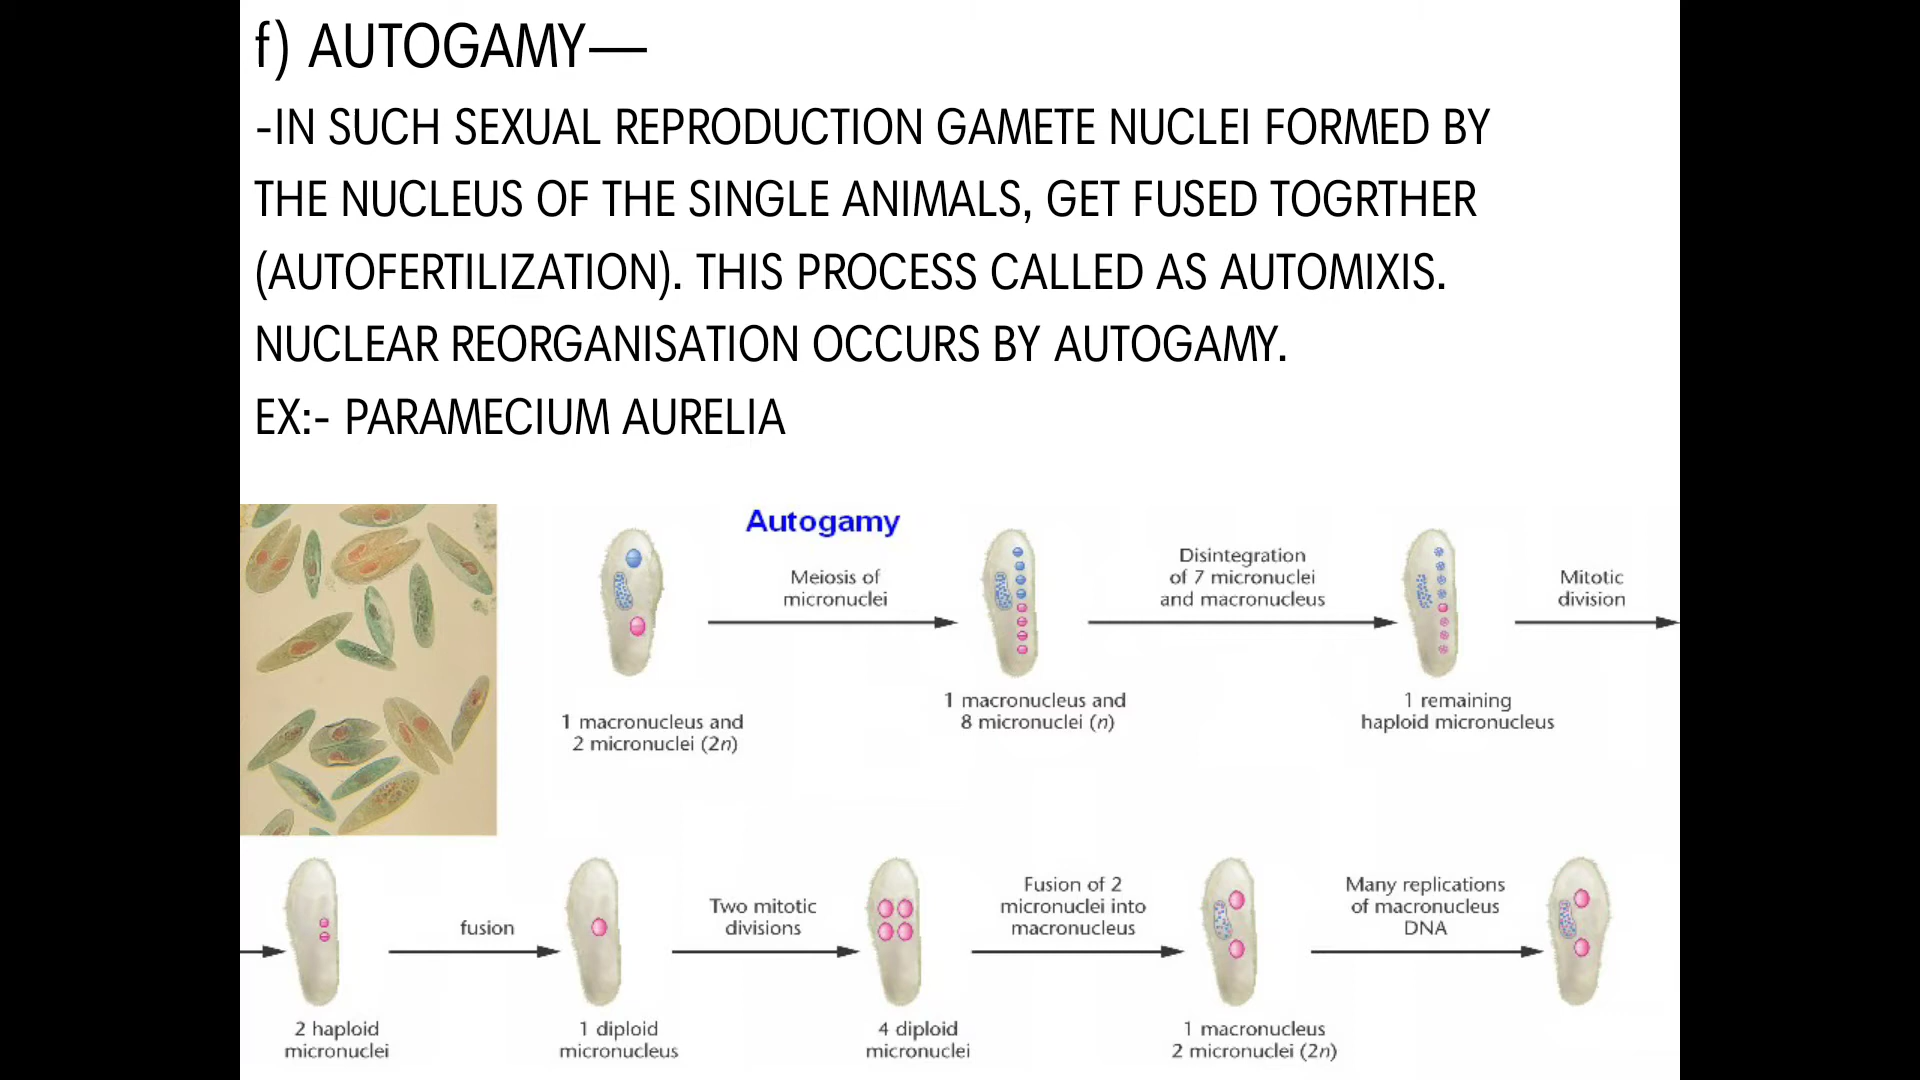 f) AUTOGAMY—
-IN SUCH SEXUAL REPRODUCTION GAMETE NUCLEI FORMED BY
THE NUCLEUS OF THE SINGLE ANIMALS, GET FUSED TOGRTHER
(AUTOFERTILIZATION). THIS PROCESS CALLED AS AUTOMIXIS.
NUCLEAR REORGANISATION OCCURS BY AUTOGAMY.
EX:- PARAMECIUM AURELIA
Autogamy
Meiosis of
micronuclei
Disintegration
of 7 micronuclei
and macronucleus
Mitotic
division
1 macronucleus and
2 micronuclei (2n)
1 macronucleus and
8 micronuclei (n)
1 remaining
haploid micronucleus
fusion
Two mitotic
divisions
Fusion of 2
micronuclei into
macronucleus
Many replications
of macronucleus
DNA
2 haploid
micronuclei
1 diploid
micronucleus
4 diploid
micronuclei
1 macronucleus
2 micronuclei (2n)